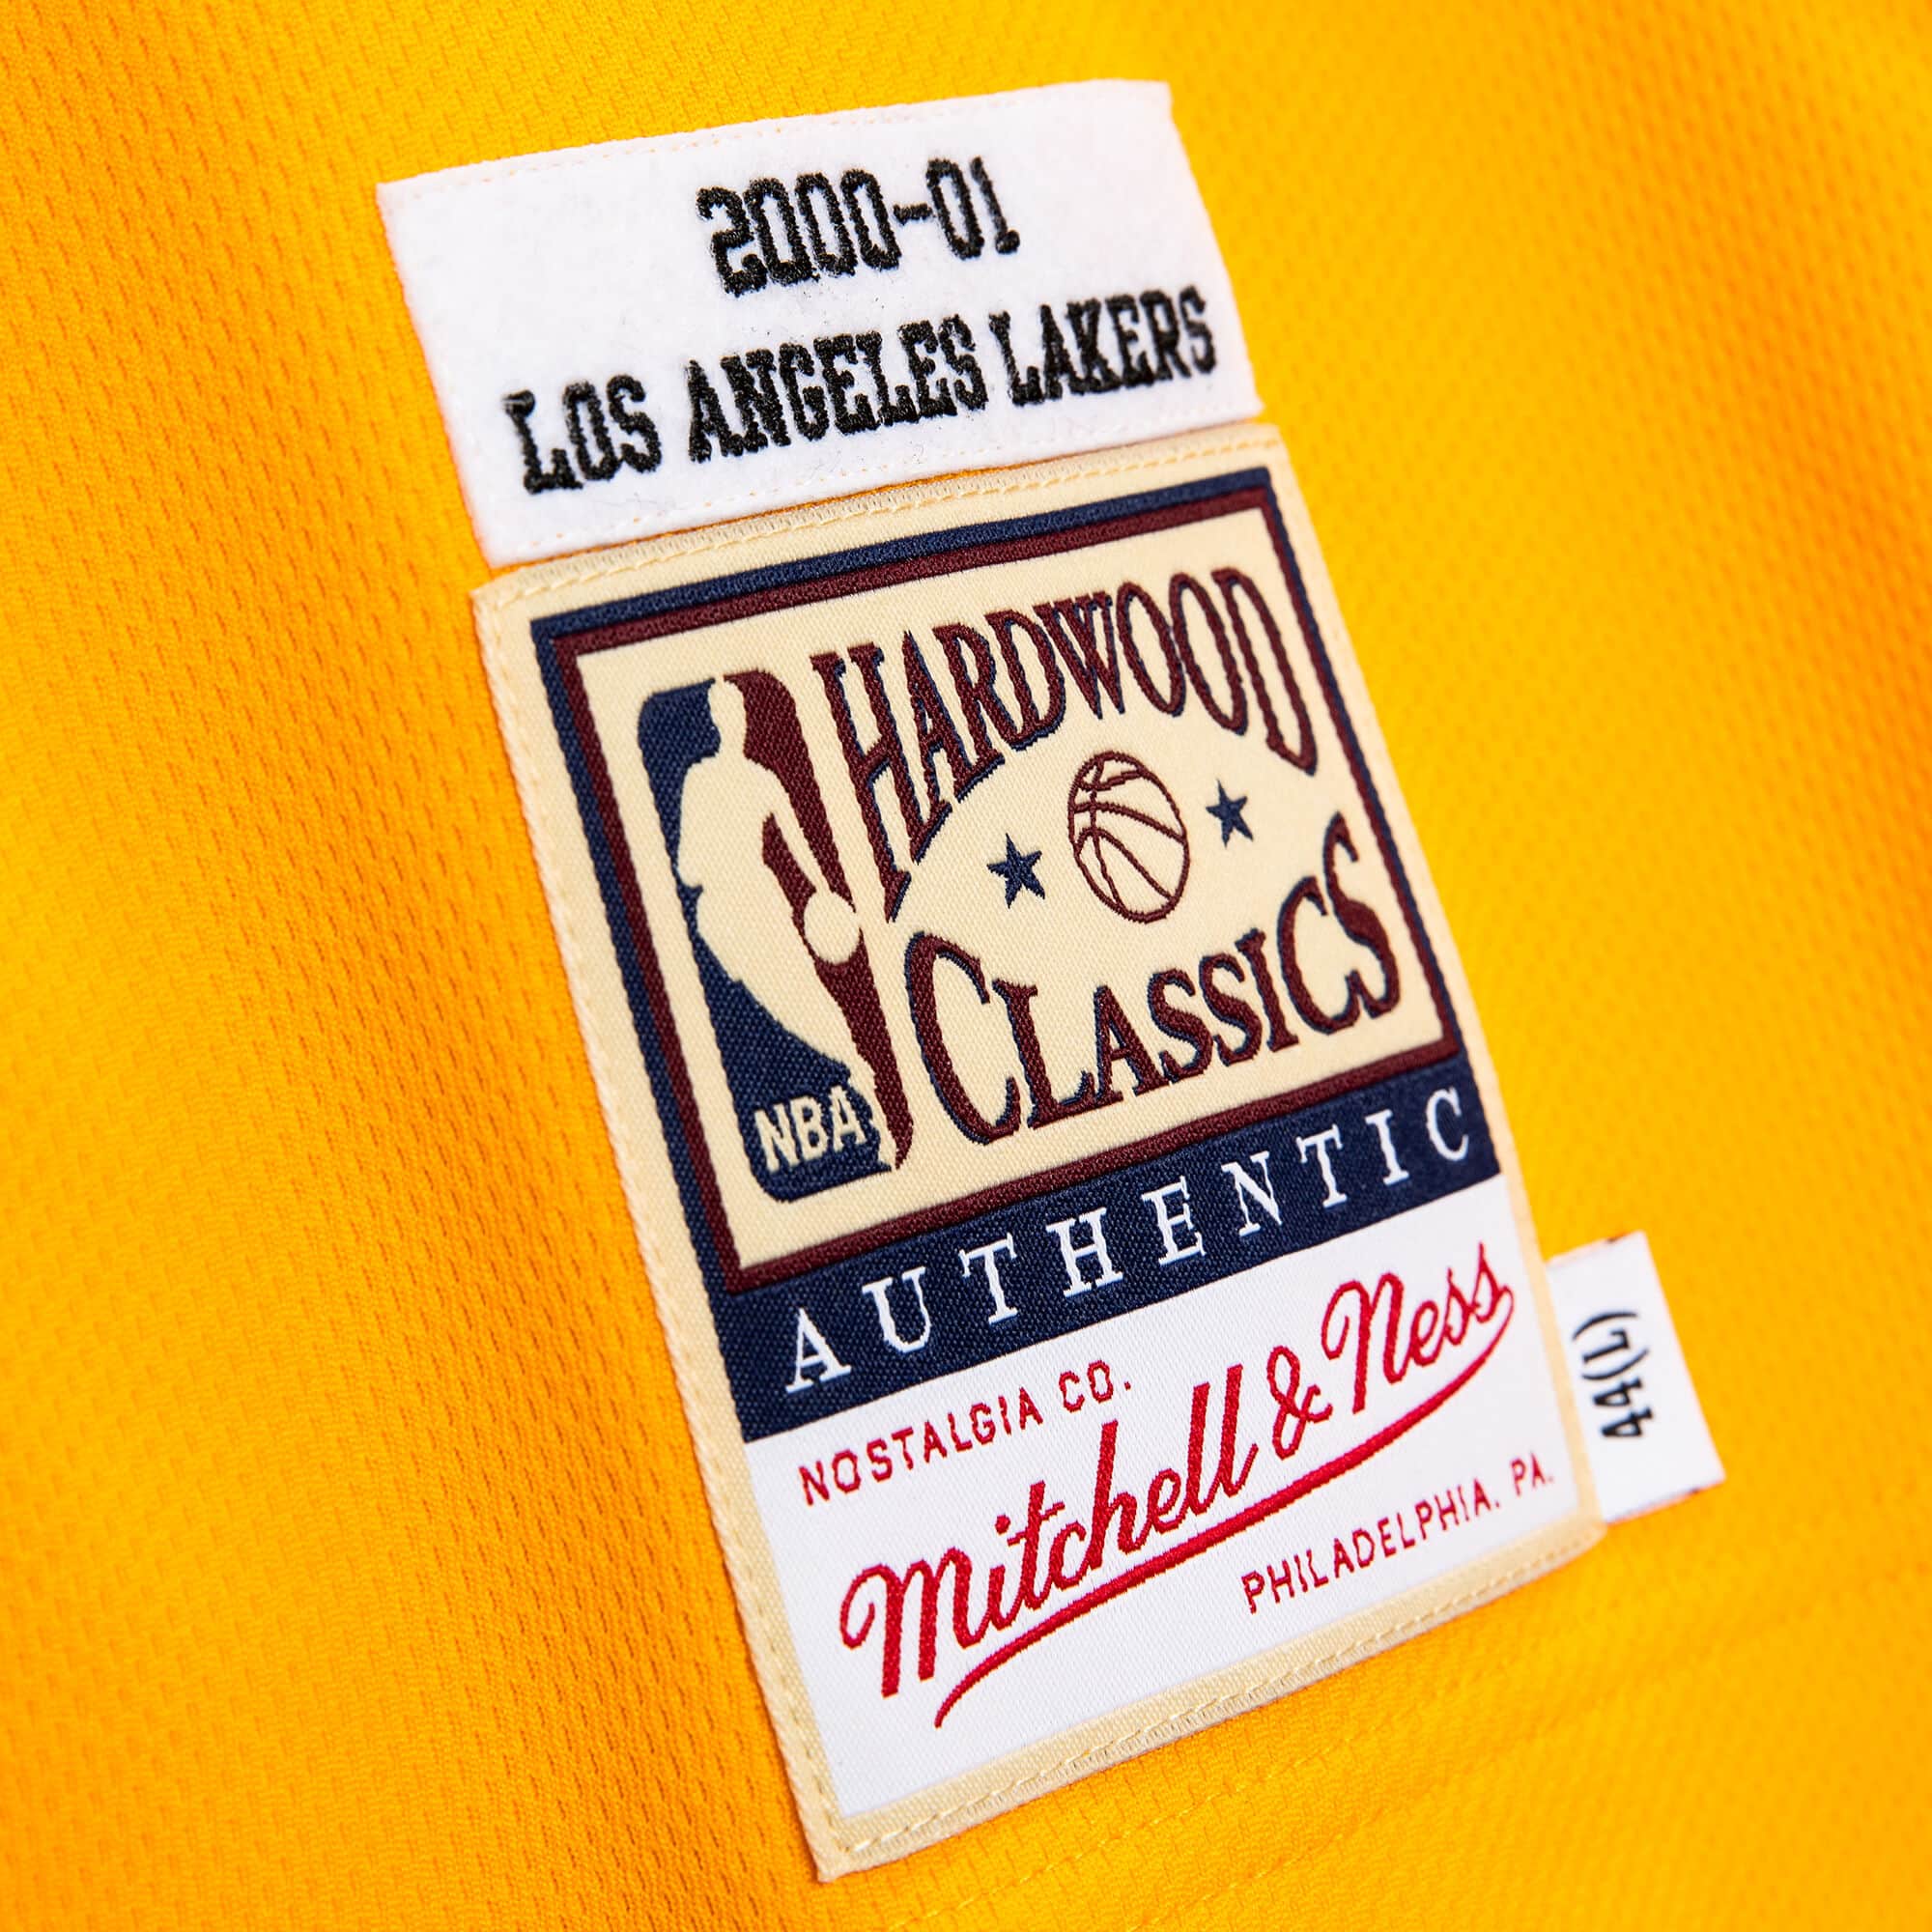 2000-01
LOS ANGELES LAKERS
HARDWOOD
CLASSICS
NBA
AUTHENTIC
NOSTALGIA CO.
Mitchell & Ness
PHILADELPHIA. PA.
44(L)